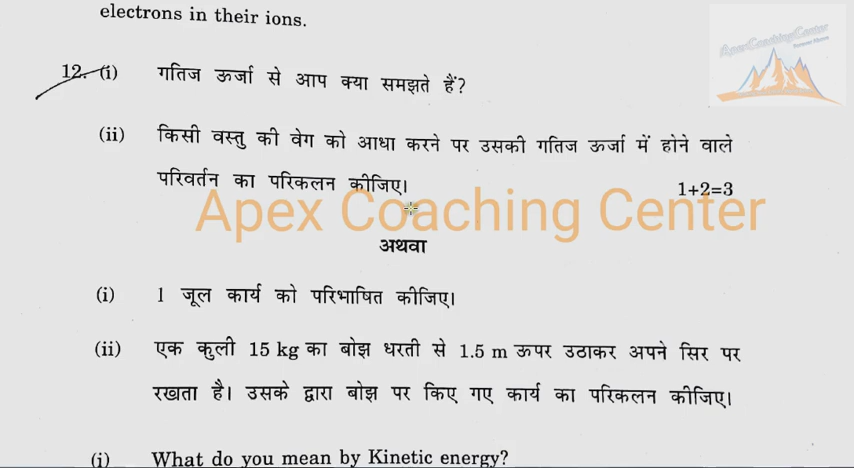 electrons in their ions.
ApexCoachingCenter
12. (i) गतिज ऊर्जा से आप क्या समझते हैं?
(ii) किसी वस्तु की वेग को आधा करने पर उसकी गतिज ऊर्जा में होने वाले
परिवर्तन का परिकलन कीजिए।
1+2=3
Apex Coaching Center
अथवा
(i) 1 जूल कार्य को परिभाषित कीजिए।
(ii) एक कुली 15 kg का बोझ धरती से 1.5 m ऊपर उठाकर अपने सिर पर
रखता है। उसके द्वारा बोझ पर किए गए कार्य का परिकलन कीजिए।
(i) What do you mean by Kinetic energy?